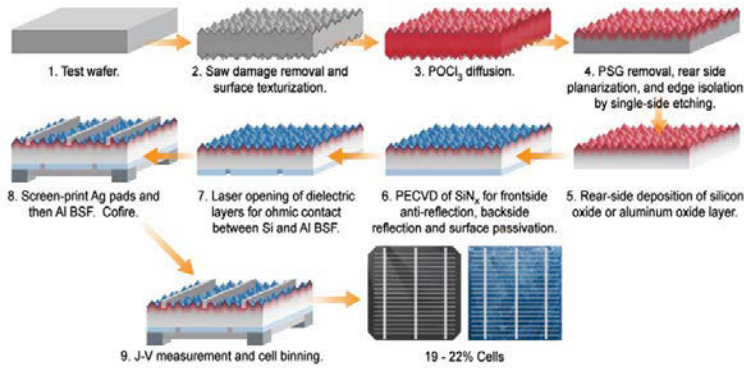 1. Test wafer.
2. Saw damage removal and
surface texturization.
3. POCl₃ diffusion.
4. PSG removal, rear side
planarization, and edge isolation
by single-side etching.
5. Rear-side deposition of silicon
oxide or aluminum oxide layer.
6. PECVD of SiNₓ for frontside
anti-reflection, backside
reflection and surface passivation.
7. Laser opening of dielectric
layers for ohmic contact
between Si and Al BSF.
8. Screen-print Ag pads and
then Al BSF. Cofire.
9. J-V measurement and cell binning.
19 - 22% Cells